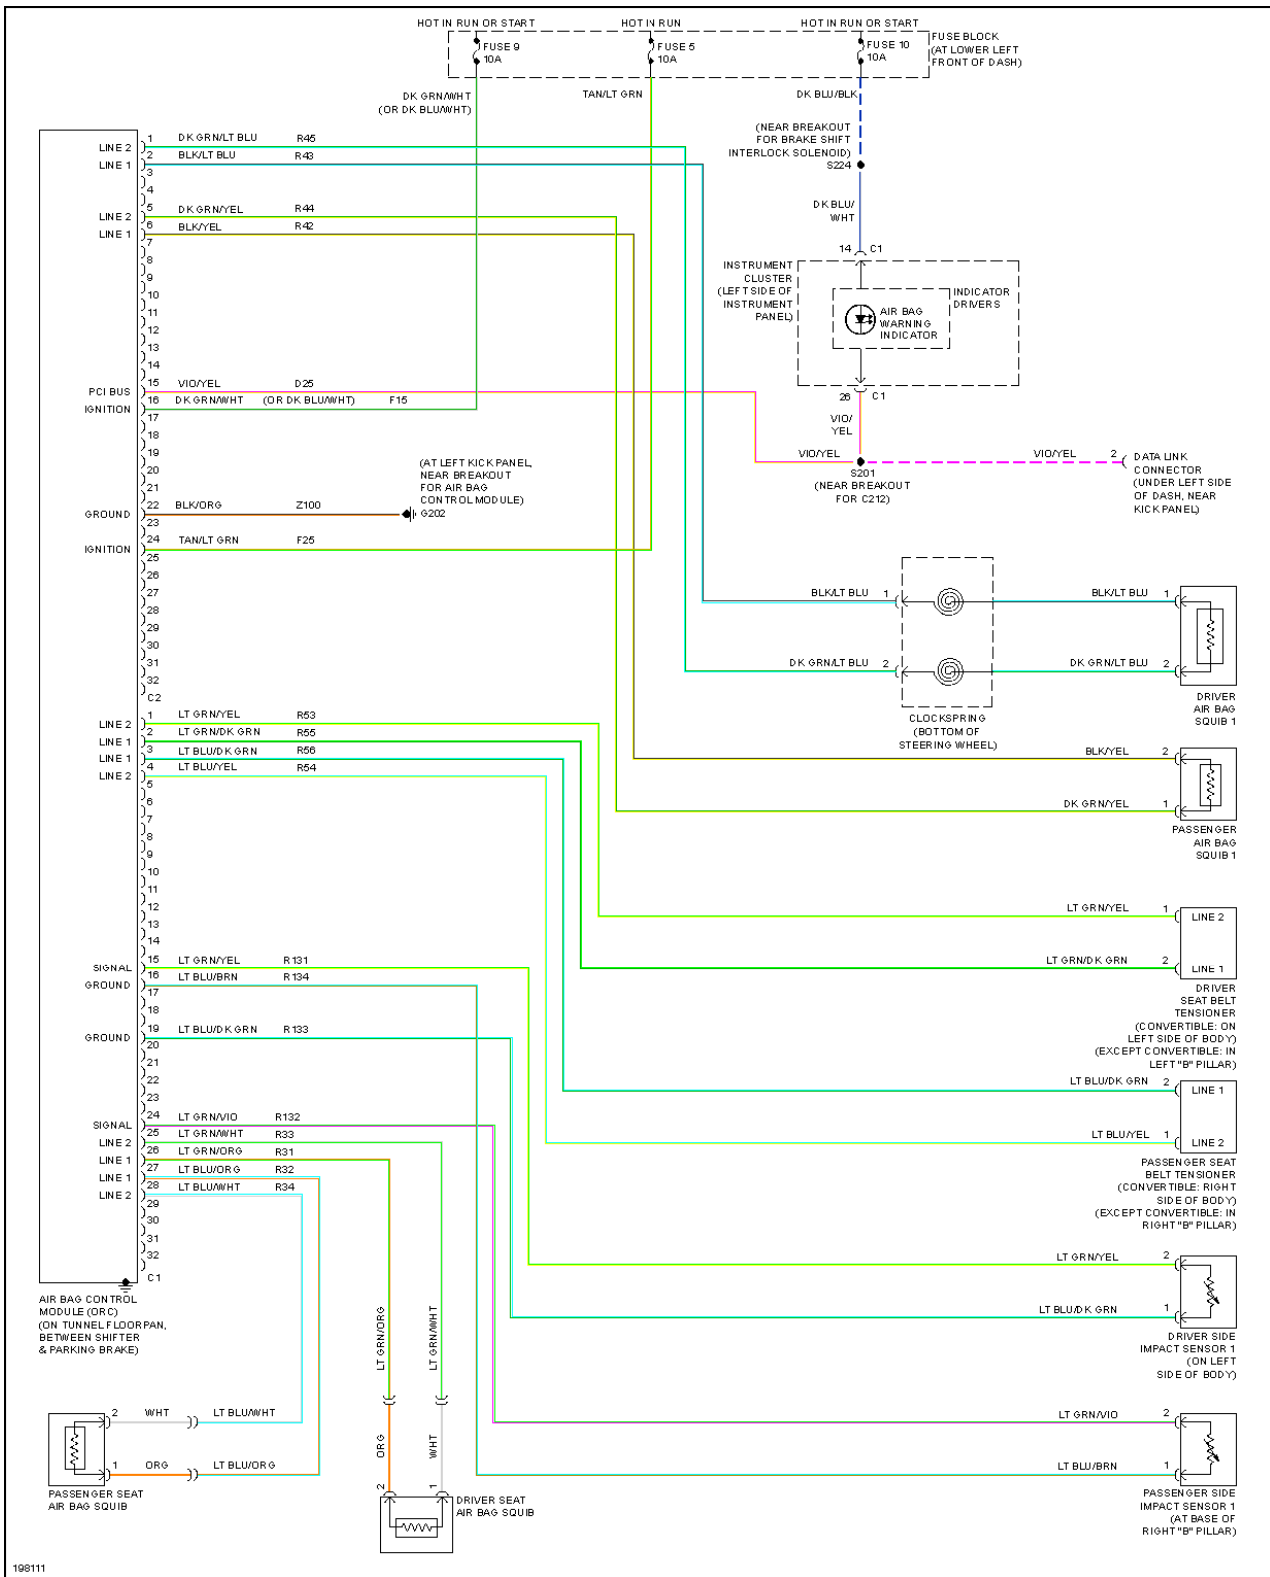 HOT IN RUN OR START
HOT IN RUN
HOT IN RUN OR START
FUSE 9
10A
FUSE 5
10A
FUSE 10
10A
FUSE BLOCK
(AT LOWER LEFT
FRONT OF DASH)
DK GRN/WHT
(OR DK BLU/WHT)
TAN/LT GRN
DK BLU/BLK
(NEAR BREAKOUT
FOR BRAKE SHIFT
INTERLOCK SOLENOID)
S224
DK BLU/
WHT
14 C1
INSTRUMENT
CLUSTER
(LEFT SIDE OF
INSTRUMENT
PANEL)
INDICATOR
DRIVERS
AIR BAG
WARNING
INDICATOR
26 C1
VIO/
YEL
VIO/YEL
S201
(NEAR BREAKOUT
FOR C212)
VIO/YEL 2
DATA LINK
CONNECTOR
(UNDER LEFT SIDE
OF DASH, NEAR
KICK PANEL)
LINE 2 1 DK GRN/LT BLU R45
LINE 1 2 BLK/LT BLU R43
3
4
LINE 2 5 DK GRN/YEL R44
LINE 1 6 BLK/YEL R42
7
8
9
10
11
12
13
14
PCI BUS 15 VIO/YEL D25
IGNITION 16 DK GRN/WHT (OR DK BLU/WHT) F15
17
18
19
20
21
GROUND 22 BLK/ORG Z100
(AT LEFT KICK PANEL,
NEAR BREAKOUT
FOR AIR BAG
CONTROL MODULE)
G202
23
IGNITION 24 TAN/LT GRN F25
25
26
27
28
29
30
31
32
C2
BLK/LT BLU 1
DK GRN/LT BLU 2
CLOCKSPRING
(BOTTOM OF
STEERING WHEEL)
BLK/LT BLU 1
DK GRN/LT BLU 2
DRIVER
AIR BAG
SQUIB 1
BLK/YEL 2
DK GRN/YEL 1
PASSENGER
AIR BAG
SQUIB 1
LINE 2 1 LT GRN/YEL R53
LINE 1 2 LT GRN/DK GRN R55
LINE 1 3 LT BLU/DK GRN R56
LINE 2 4 LT BLU/YEL R54
5
6
7
8
9
10
11
12
13
14
SIGNAL 15 LT GRN/YEL R131
GROUND 16 LT BLU/BRN R134
17
18
GROUND 19 LT BLU/DK GRN R133
20
21
22
23
SIGNAL 24 LT GRN/VIO R132
LINE 2 25 LT GRN/WHT R33
LINE 1 26 LT GRN/ORG R31
LINE 1 27 LT BLU/ORG R32
LINE 2 28 LT BLU/WHT R34
29
30
31
32
C1
AIR BAG CONTROL
MODULE (ORC)
(ON TUNNEL FLOORPAN,
BETWEEN SHIFTER
& PARKING BRAKE)
LT GRN/YEL 1 LINE 2
LT GRN/DK GRN 2 LINE 1
DRIVER
SEAT BELT
TENSIONER
(CONVERTIBLE: ON
LEFT SIDE OF BODY)
(EXCEPT CONVERTIBLE: IN
LEFT "B" PILLAR)
LT BLU/DK GRN 2 LINE 1
LT BLU/YEL 1 LINE 2
PASSENGER SEAT
BELT TENSIONER
(CONVERTIBLE: RIGHT
SIDE OF BODY)
(EXCEPT CONVERTIBLE: IN
RIGHT "B" PILLAR)
LT GRN/YEL 2
LT BLU/DK GRN 1
DRIVER SIDE
IMPACT SENSOR 1
(ON LEFT
SIDE OF BODY)
LT GRN/VIO 2
LT BLU/BRN 1
PASSENGER SIDE
IMPACT SENSOR 1
(AT BASE OF
RIGHT "B" PILLAR)
LT GRN/ORG
LT GRN/WHT
ORG
WHT
2
1
DRIVER SEAT
AIR BAG SQUIB
2 WHT LT BLU/WHT
1 ORG LT BLU/ORG
PASSENGER SEAT
AIR BAG SQUIB
198111